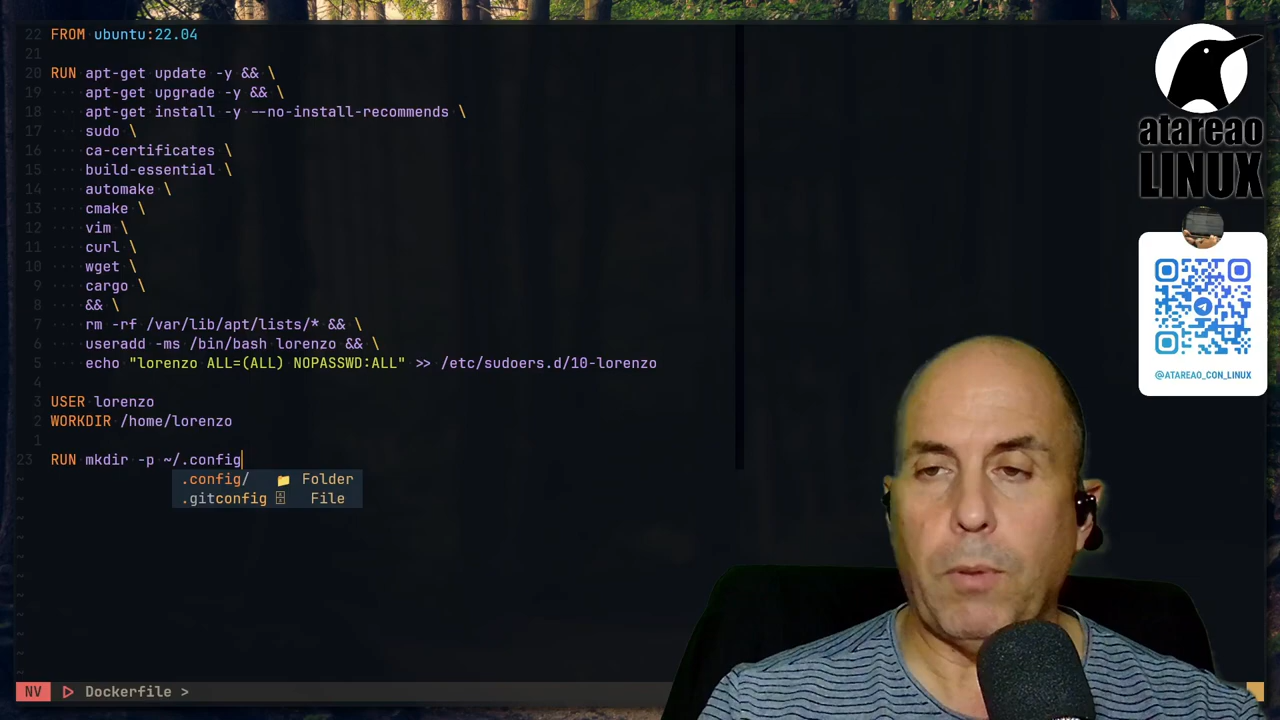 22 FROM ubuntu:22.04
21
20 RUN apt-get update -y && \
19 apt-get upgrade -y && \
18 apt-get install -y --no-install-recommends \
17 sudo \
16 ca-certificates \
15 build-essential \
14 automake \
13 cmake \
12 vim \
11 curl \
10 wget \
9 cargo \
8 && \
7 rm -rf /var/lib/apt/lists/* && \
6 useradd -ms /bin/bash lorenzo && \
5 echo "lorenzo ALL=(ALL) NOPASSWD:ALL" >> /etc/sudoers.d/10-lorenzo
4
3 USER lorenzo
2 WORKDIR /home/lorenzo
1
23 RUN mkdir -p ~/.config
.config/ Folder
.gitconfig File
~
~
~
~
~
~
~
~
~
~
~
NV Dockerfile >
atareao
LINUX
@ATAREAO_CON_LINUX